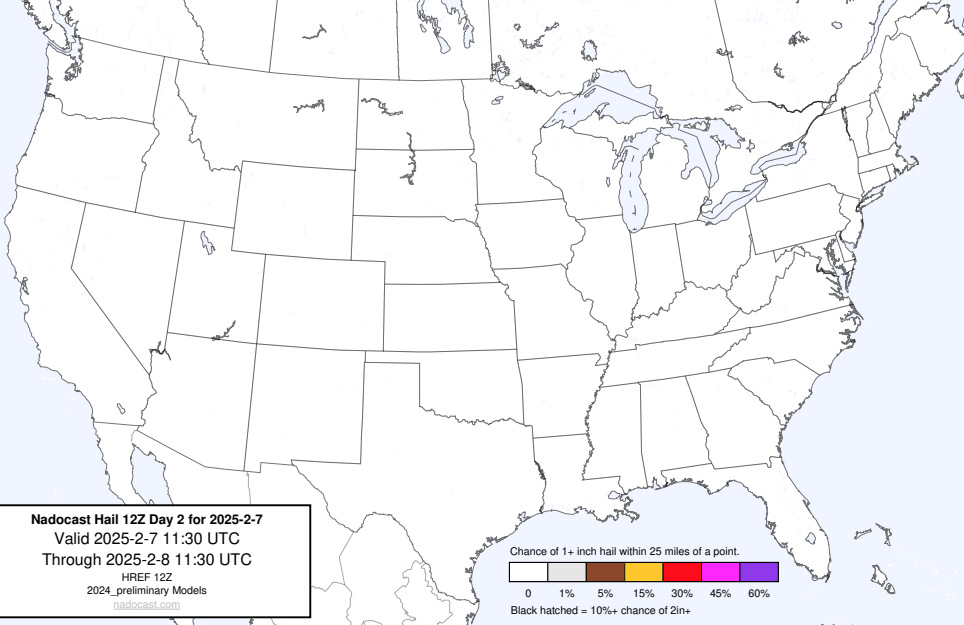 Nadocast Hail 12Z Day 2 for 2025-2-7
Valid 2025-2-7 11:30 UTC
Through 2025-2-8 11:30 UTC
HREF 12Z
2024_preliminary Models
nadocast.com
Chance of 1+ inch hail within 25 miles of a point.
0 1% 5% 15% 30% 45% 60%
Black hatched = 10%+ chance of 2in+